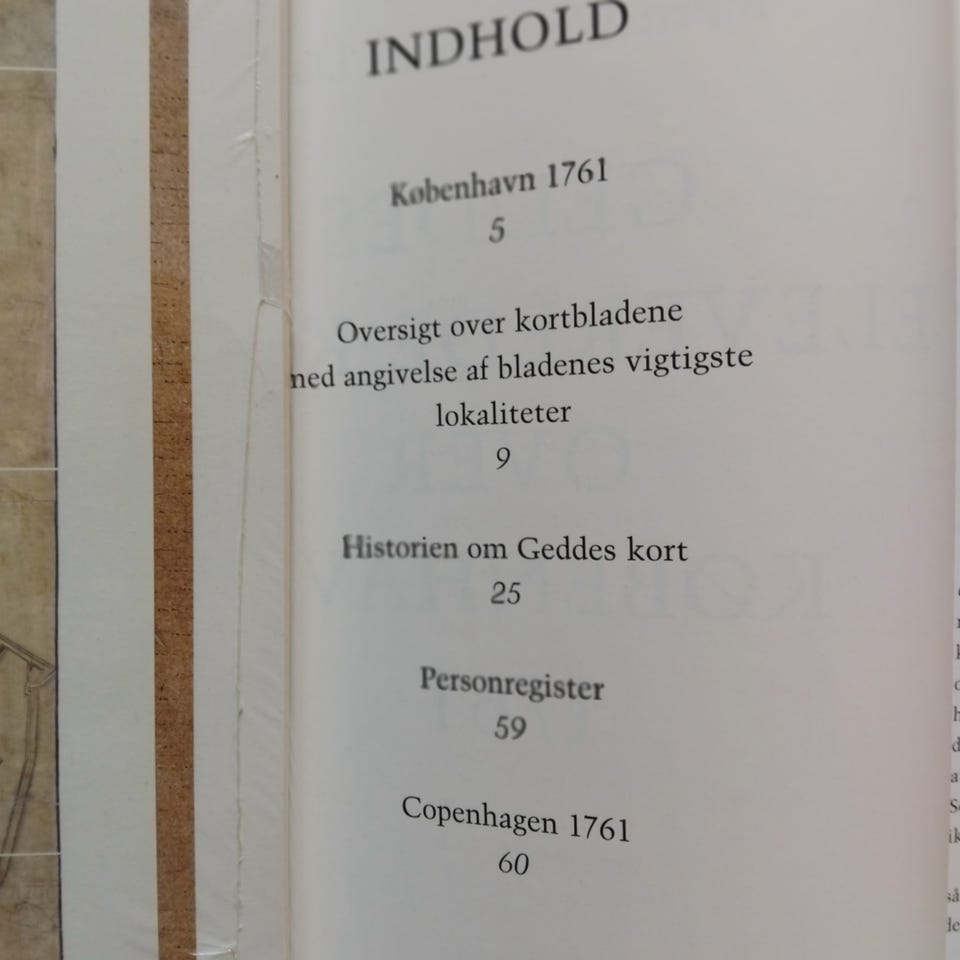 INDHOLD
København 1761
5
Oversigt over kortbladene
ned angivelse af bladenes vigtigste
lokaliteter
9
Historien om Geddes kort
25
Personregister
59
Copenhagen 1761
60